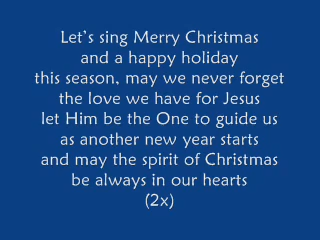 Let's sing Merry Christmas
and a happy holiday
this season, may we never forget
the love we have for Jesus
let Him be the One to guide us
as another new year starts
and may the spirit of Christmas
be always in our hearts
(2x)